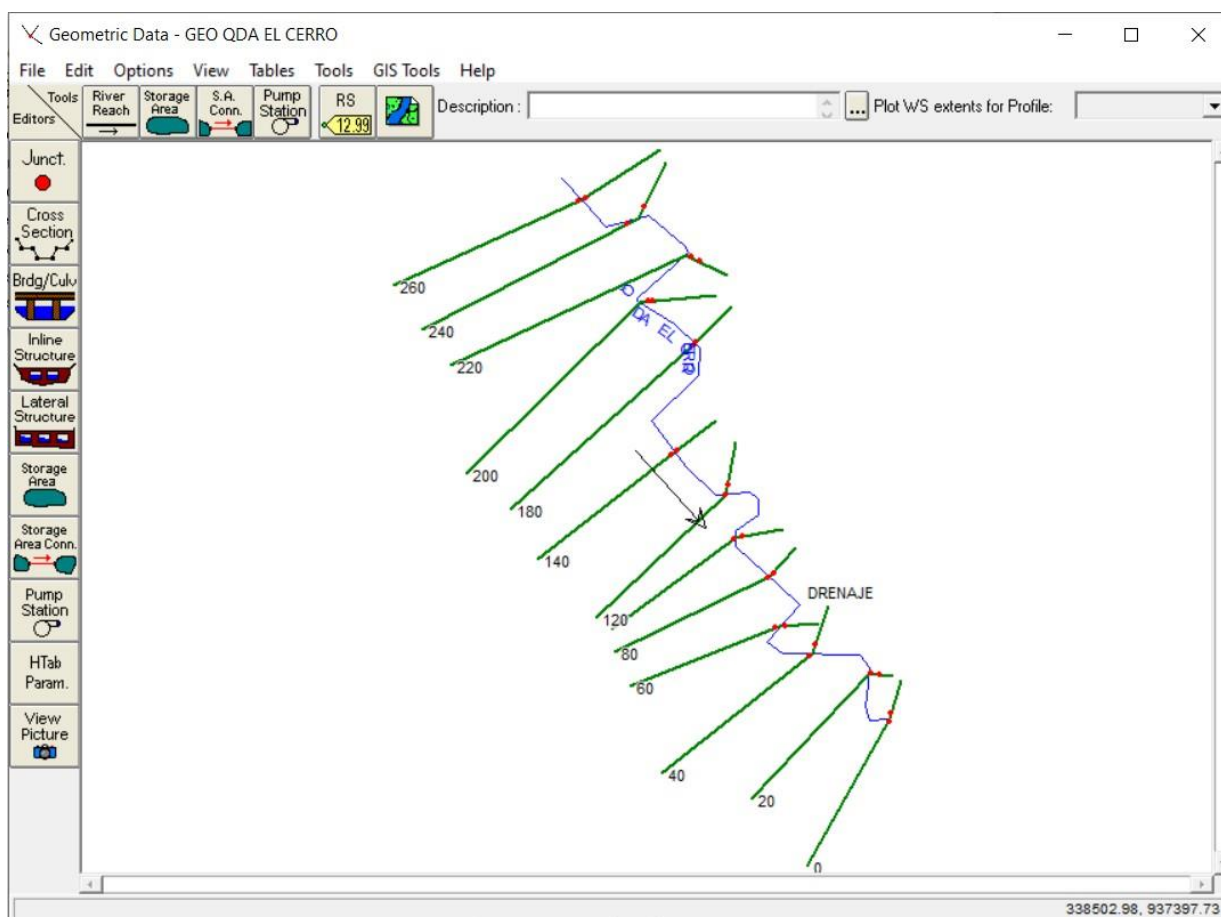 Geometric Data - GEO QDA EL CERRO
File Edit Options View Tables Tools GIS Tools Help
Tools
Editors
River
Reach
Storage
Area
S.A.
Conn.
Pump
Station
RS
12.99
Description :
...
Plot WS extents for Profile:
Junct.
Cross
Section
Brdg/Culv
Inline
Structure
Lateral
Structure
Storage
Area
Storage
Area Conn.
Pump
Station
HTab
Param.
View
Picture
260
240
220
DA EL
200
180
140
120
80
DRENAJE
60
40
20
0
338502.98, 937397.73